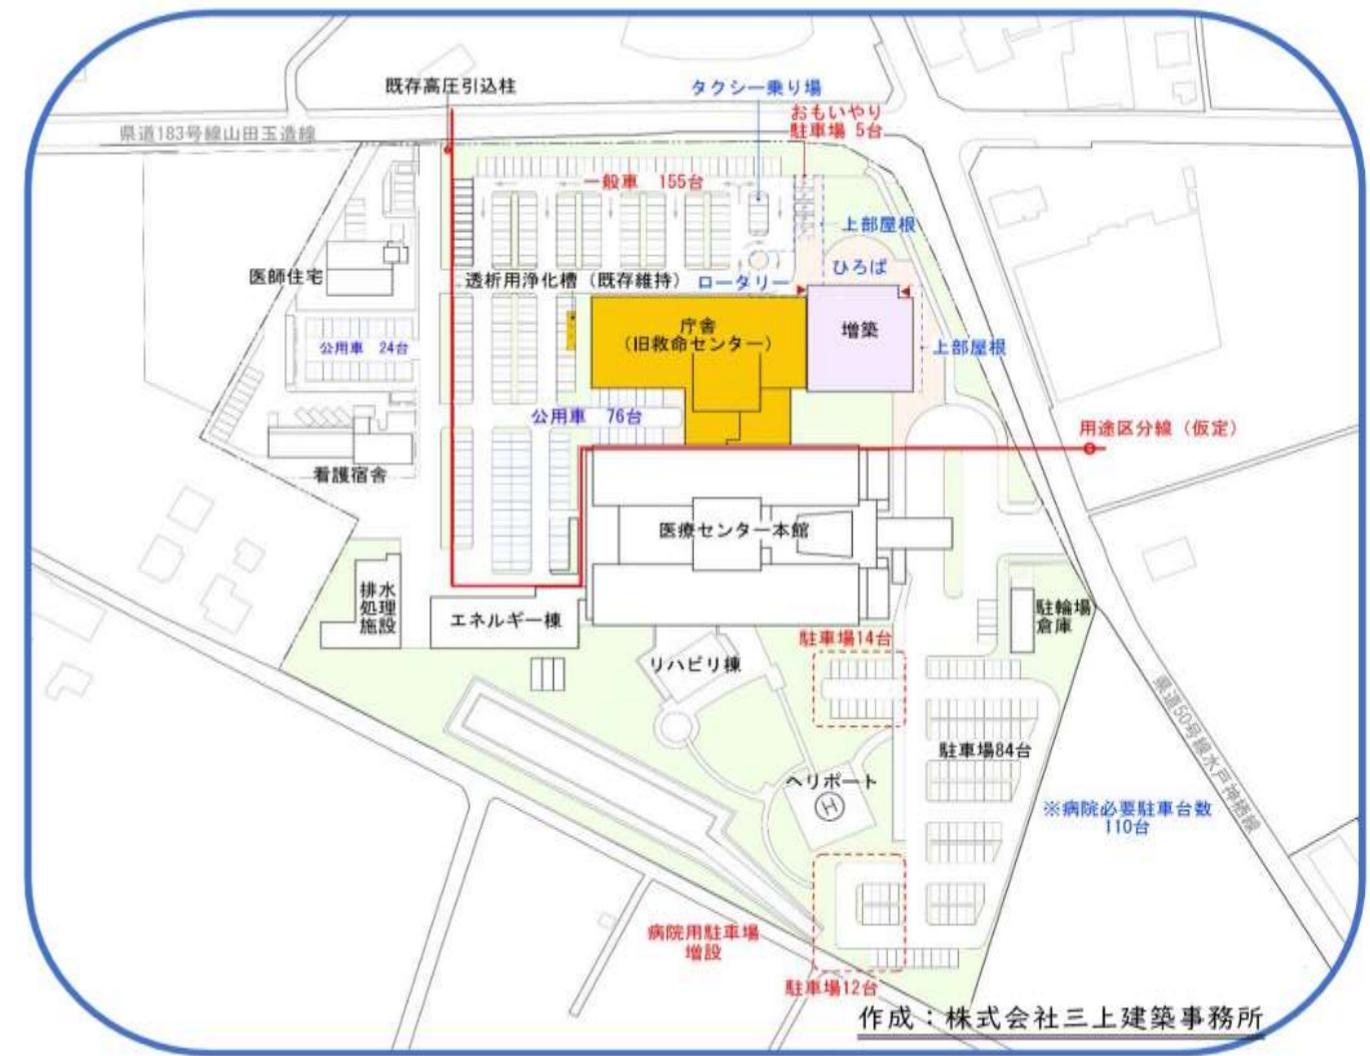 既存高圧引込柱
タクシー乗り場
おもいやり
駐車場 5台
県道183号線山田玉造線
一般車 155台
上部屋根
医師住宅
透析用浄化槽（既存維持）
ロータリー
ひろば
庁舎
（旧救命センター）
増築
公用車 24台
上部屋根
公用車 76台
用途区分線（仮定）
看護宿舎
医療センター本館
排水
処理
施設
エネルギー棟
駐輪場
倉庫
駐車場14台
リハビリ棟
県道50号線水戸神栖線
駐車場84台
ヘリポート
H
※病院必要駐車台数
110台
病院用駐車場
増設
駐車場12台
作成：株式会社三上建築事務所